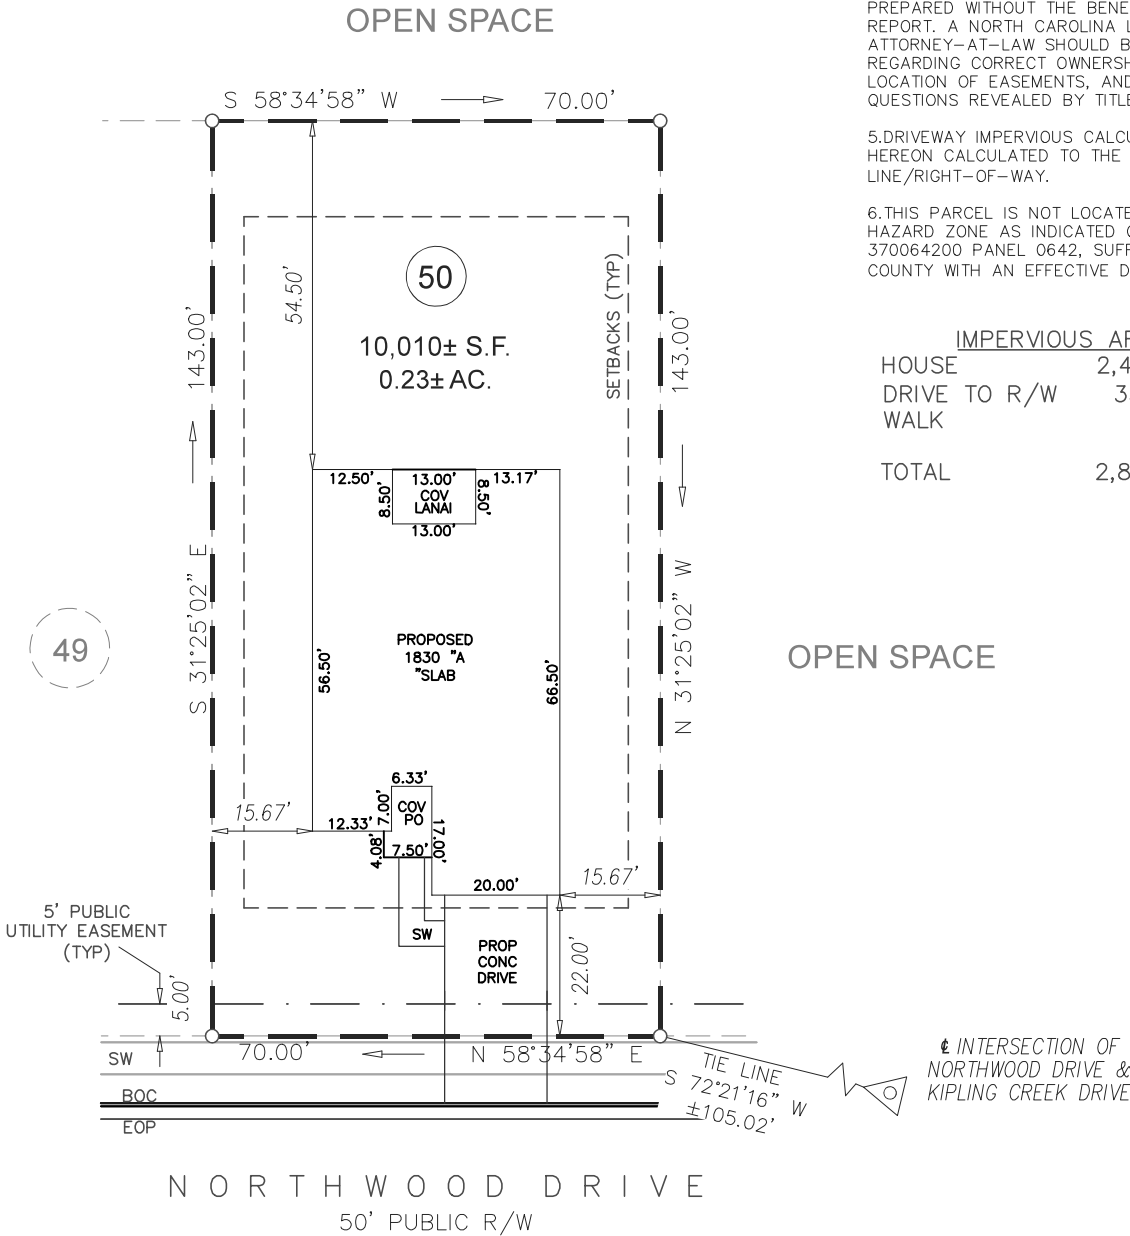 OPEN SPACE
S 58°34'58" W 70.00'
54.50'
50
10,010± S.F.
0.23± AC.
SETBACKS (TYP)
143.00'
S 31°25'02" E
143.00'
N 31°25'02" W
12.50' 13.00' 13.17'
COV
LANAI
8.50'
8.50'
13.00'
49
PROPOSED
1830 "A
"SLAB
56.50'
66.50'
OPEN SPACE
6.33'
COV
PO
7.00'
17.00'
15.67'
12.33'
4.08'
7.50'
20.00'
15.67'
SW
PROP
CONC
DRIVE
22.00'
5' PUBLIC
UTILITY EASEMENT
(TYP)
5.00'
SW
70.00' N 58°34'58" E
BOC
EOP
TIE LINE
S 72°21'16" W
±105.02'
℄ INTERSECTION OF
NORTHWOOD DRIVE &
KIPLING CREEK DRIVE
NORTHWOOD DRIVE
50' PUBLIC R/W
PREPARED WITHOUT THE BENE
REPORT. A NORTH CAROLINA L
ATTORNEY-AT-LAW SHOULD B
REGARDING CORRECT OWNERSH
LOCATION OF EASEMENTS, AND
QUESTIONS REVEALED BY TITLE
5.DRIVEWAY IMPERVIOUS CALCU
HEREON CALCULATED TO THE
LINE/RIGHT-OF-WAY.
6.THIS PARCEL IS NOT LOCATE
HAZARD ZONE AS INDICATED O
370064200 PANEL 0642, SUFF
COUNTY WITH AN EFFECTIVE D
IMPERVIOUS AR
HOUSE 2,4
DRIVE TO R/W 3
WALK
TOTAL 2,8